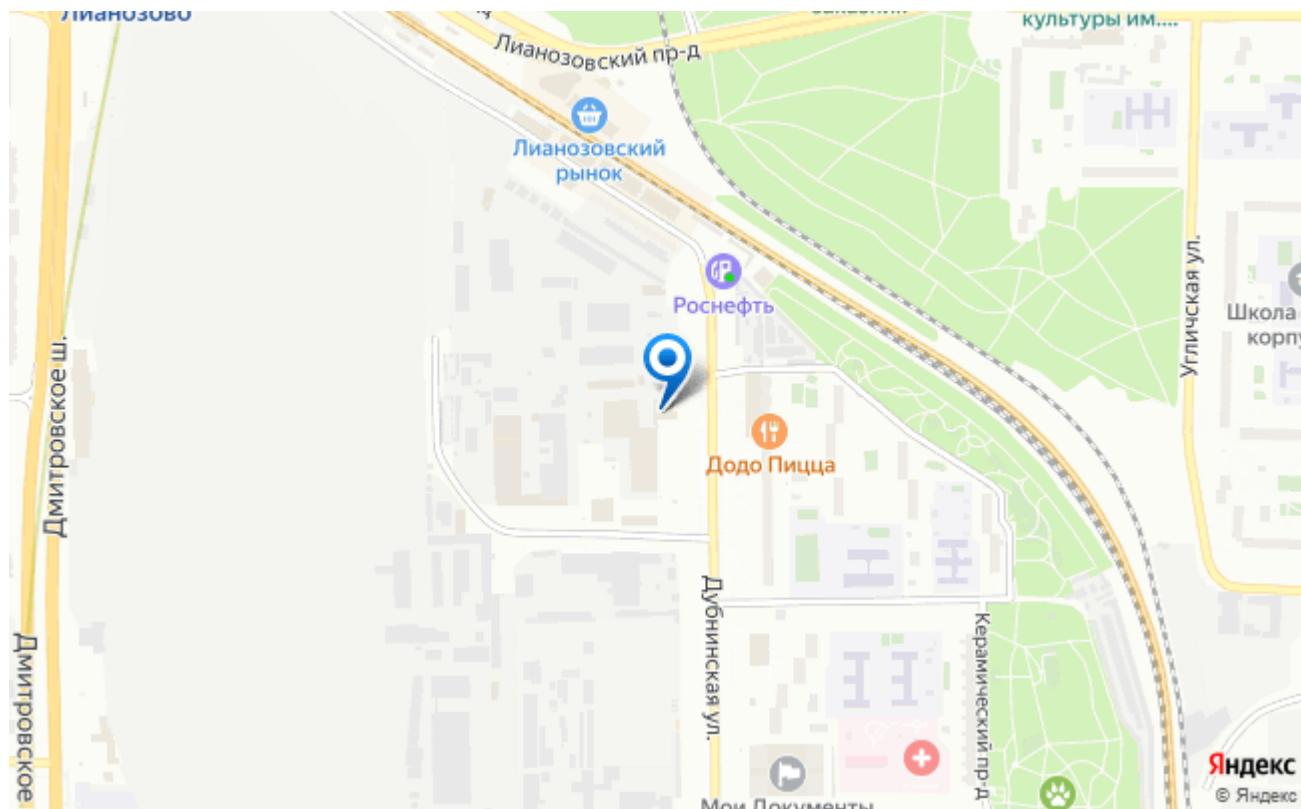 Лианозово
культуры им....
Лианозовский пр-д
Лианозовский
рынок
Роснефть
Школа
корпу
Угличская ул.
Дмитровское ш.
Додо Пицца
Дубнинская ул.
Керамический пр-д
Дмитровское
Мои Документы
Яндекс
© Яндекс